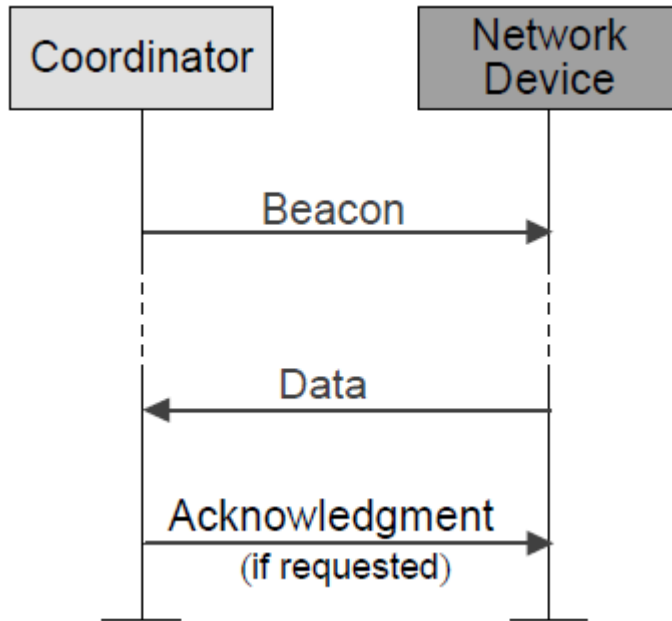 Coordinator
Network
Device
Beacon
Data
Acknowledgment
(if requested)